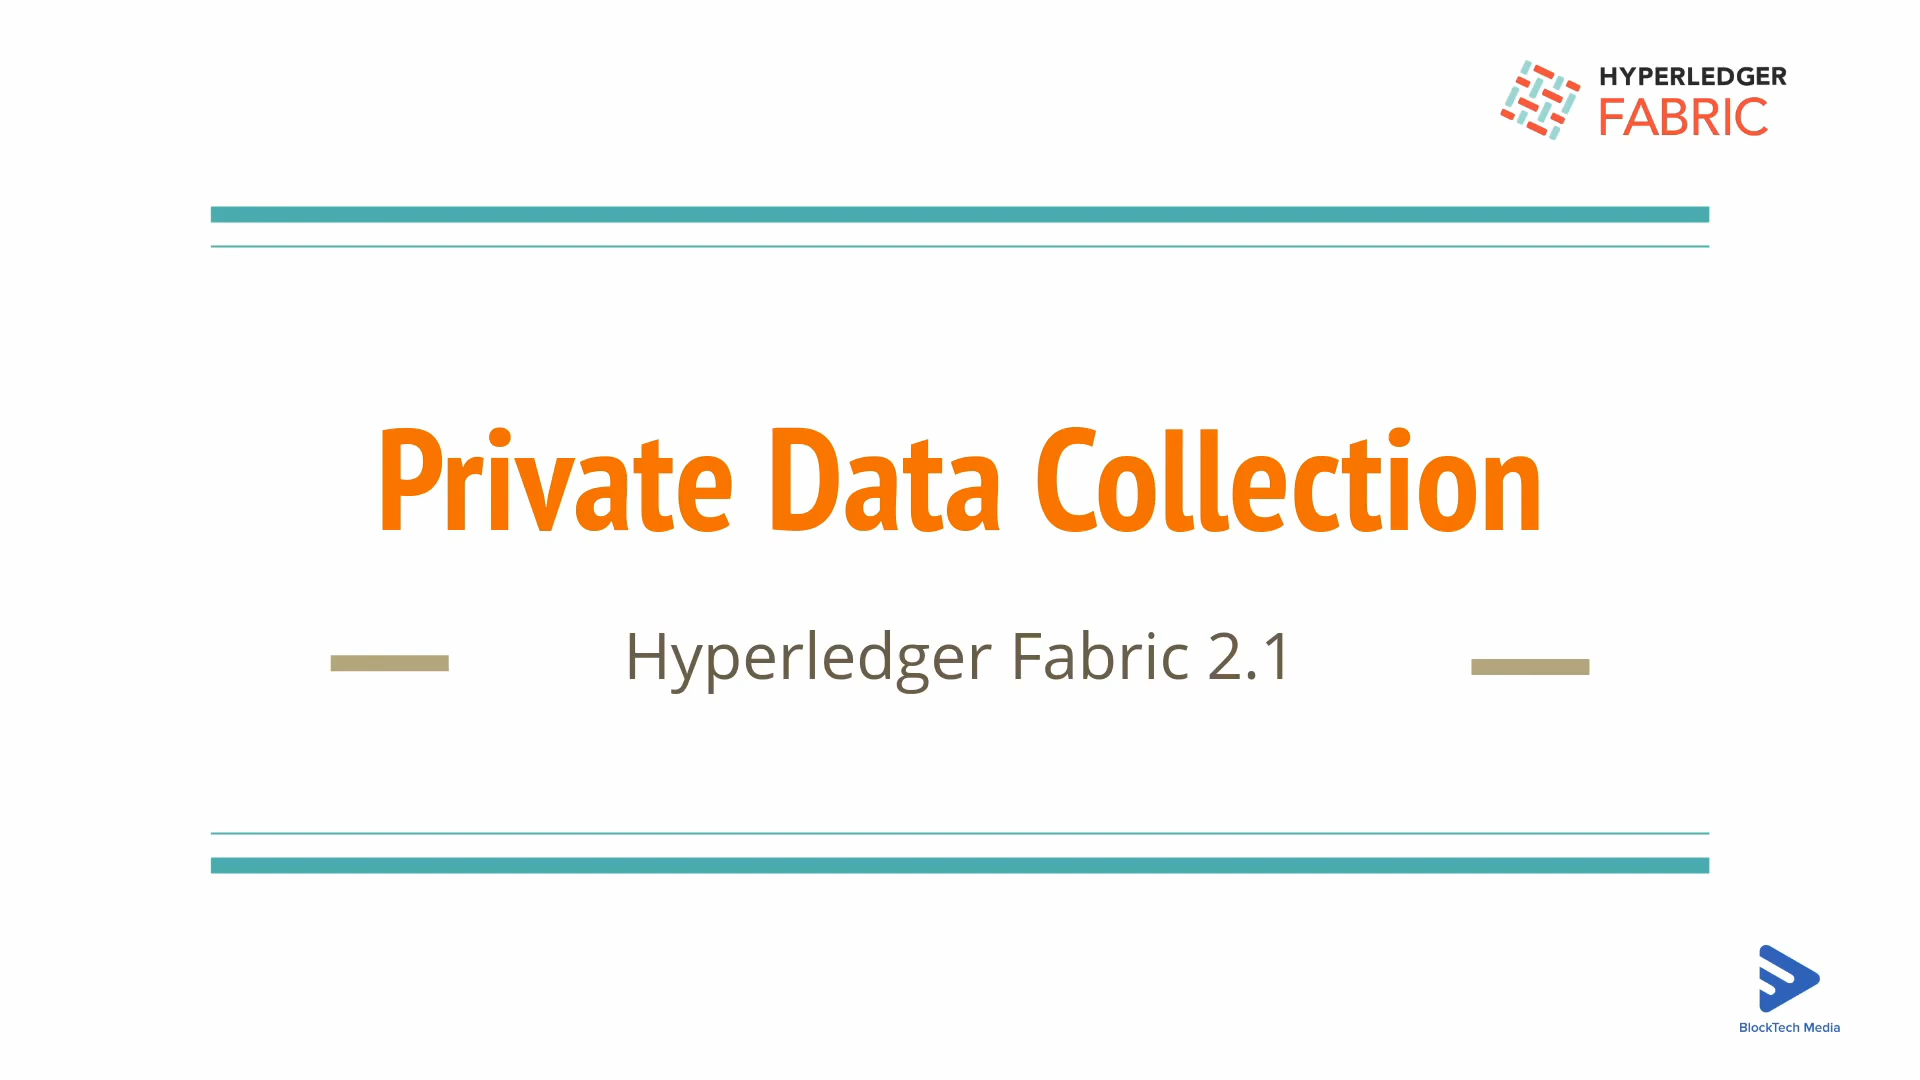 HYPERLEDGER
FABRIC
Private Data Collection
Hyperledger Fabric 2.1
BlockTech Media